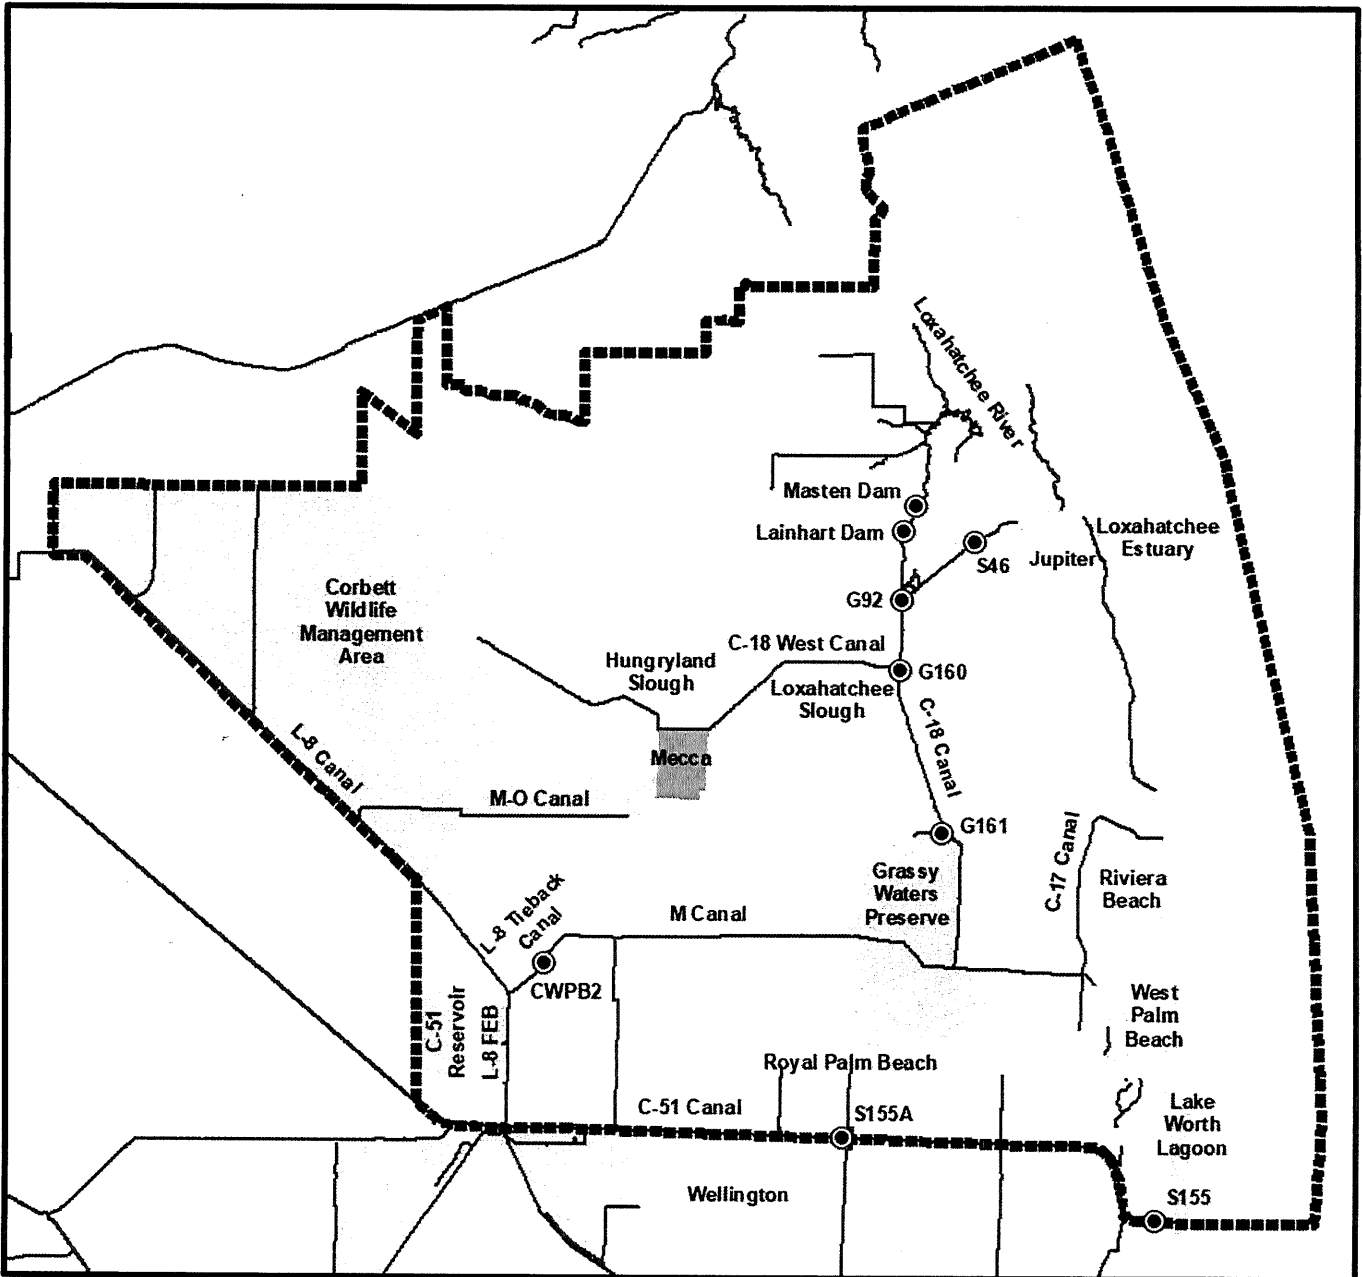 Loxahatchee River
Masten Dam
Lainhart Dam
S46
Jupiter
Loxahatchee
Estuary
Corbett
Wildlife
Management
Area
G92
C-18 West Canal
Hungryland
Slough
G160
Loxahatchee
Slough
C-18 Canal
L-8 Canal
Mecca
M-O Canal
G161
C-17 Canal
Grassy
Waters
Preserve
Riviera
Beach
L-8 Tieback
Canal
M Canal
CWPB2
C-51
Reservoir
L-8 FEB
West
Palm
Beach
Royal Palm Beach
C-51 Canal
S155A
Lake
Worth
Lagoon
Wellington
S155